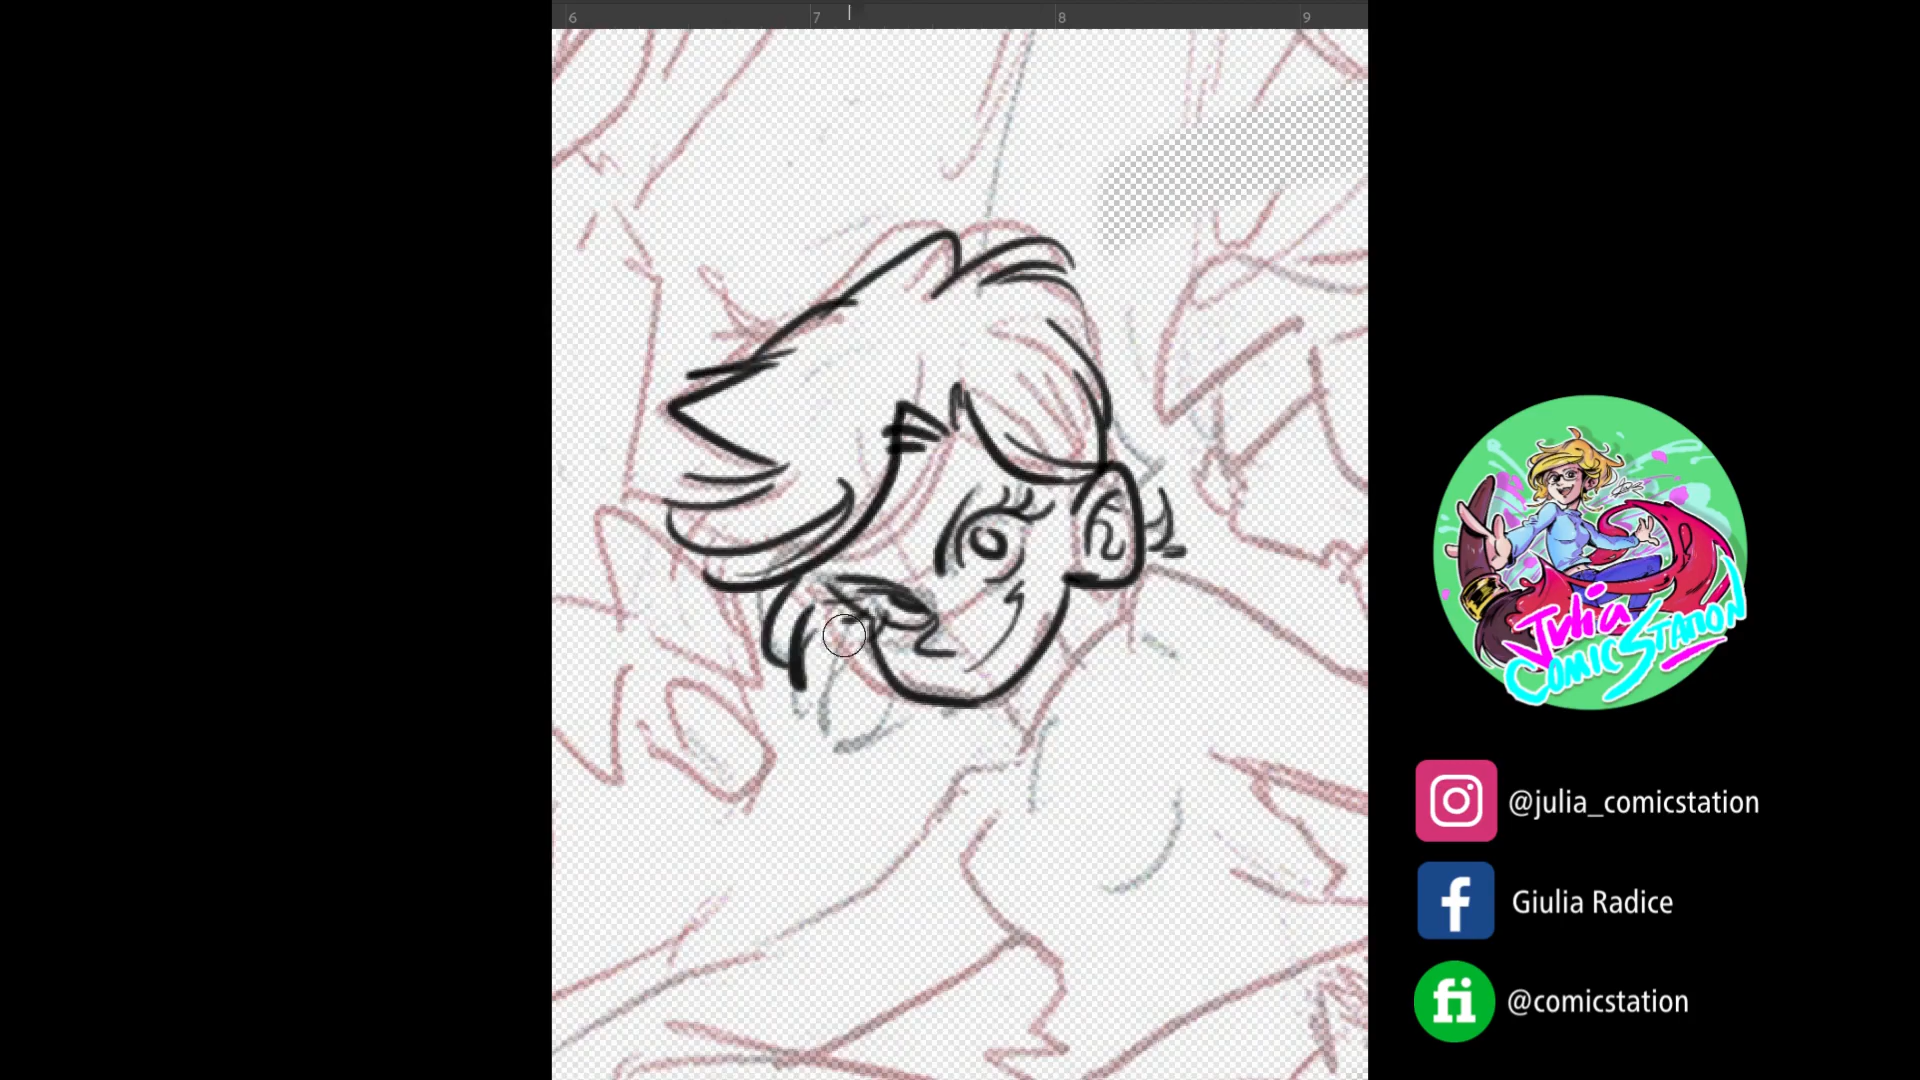 6 7 8 9
Julia
ComicStation
@julia_comicstation
f Giulia Radice
fi @comicstation